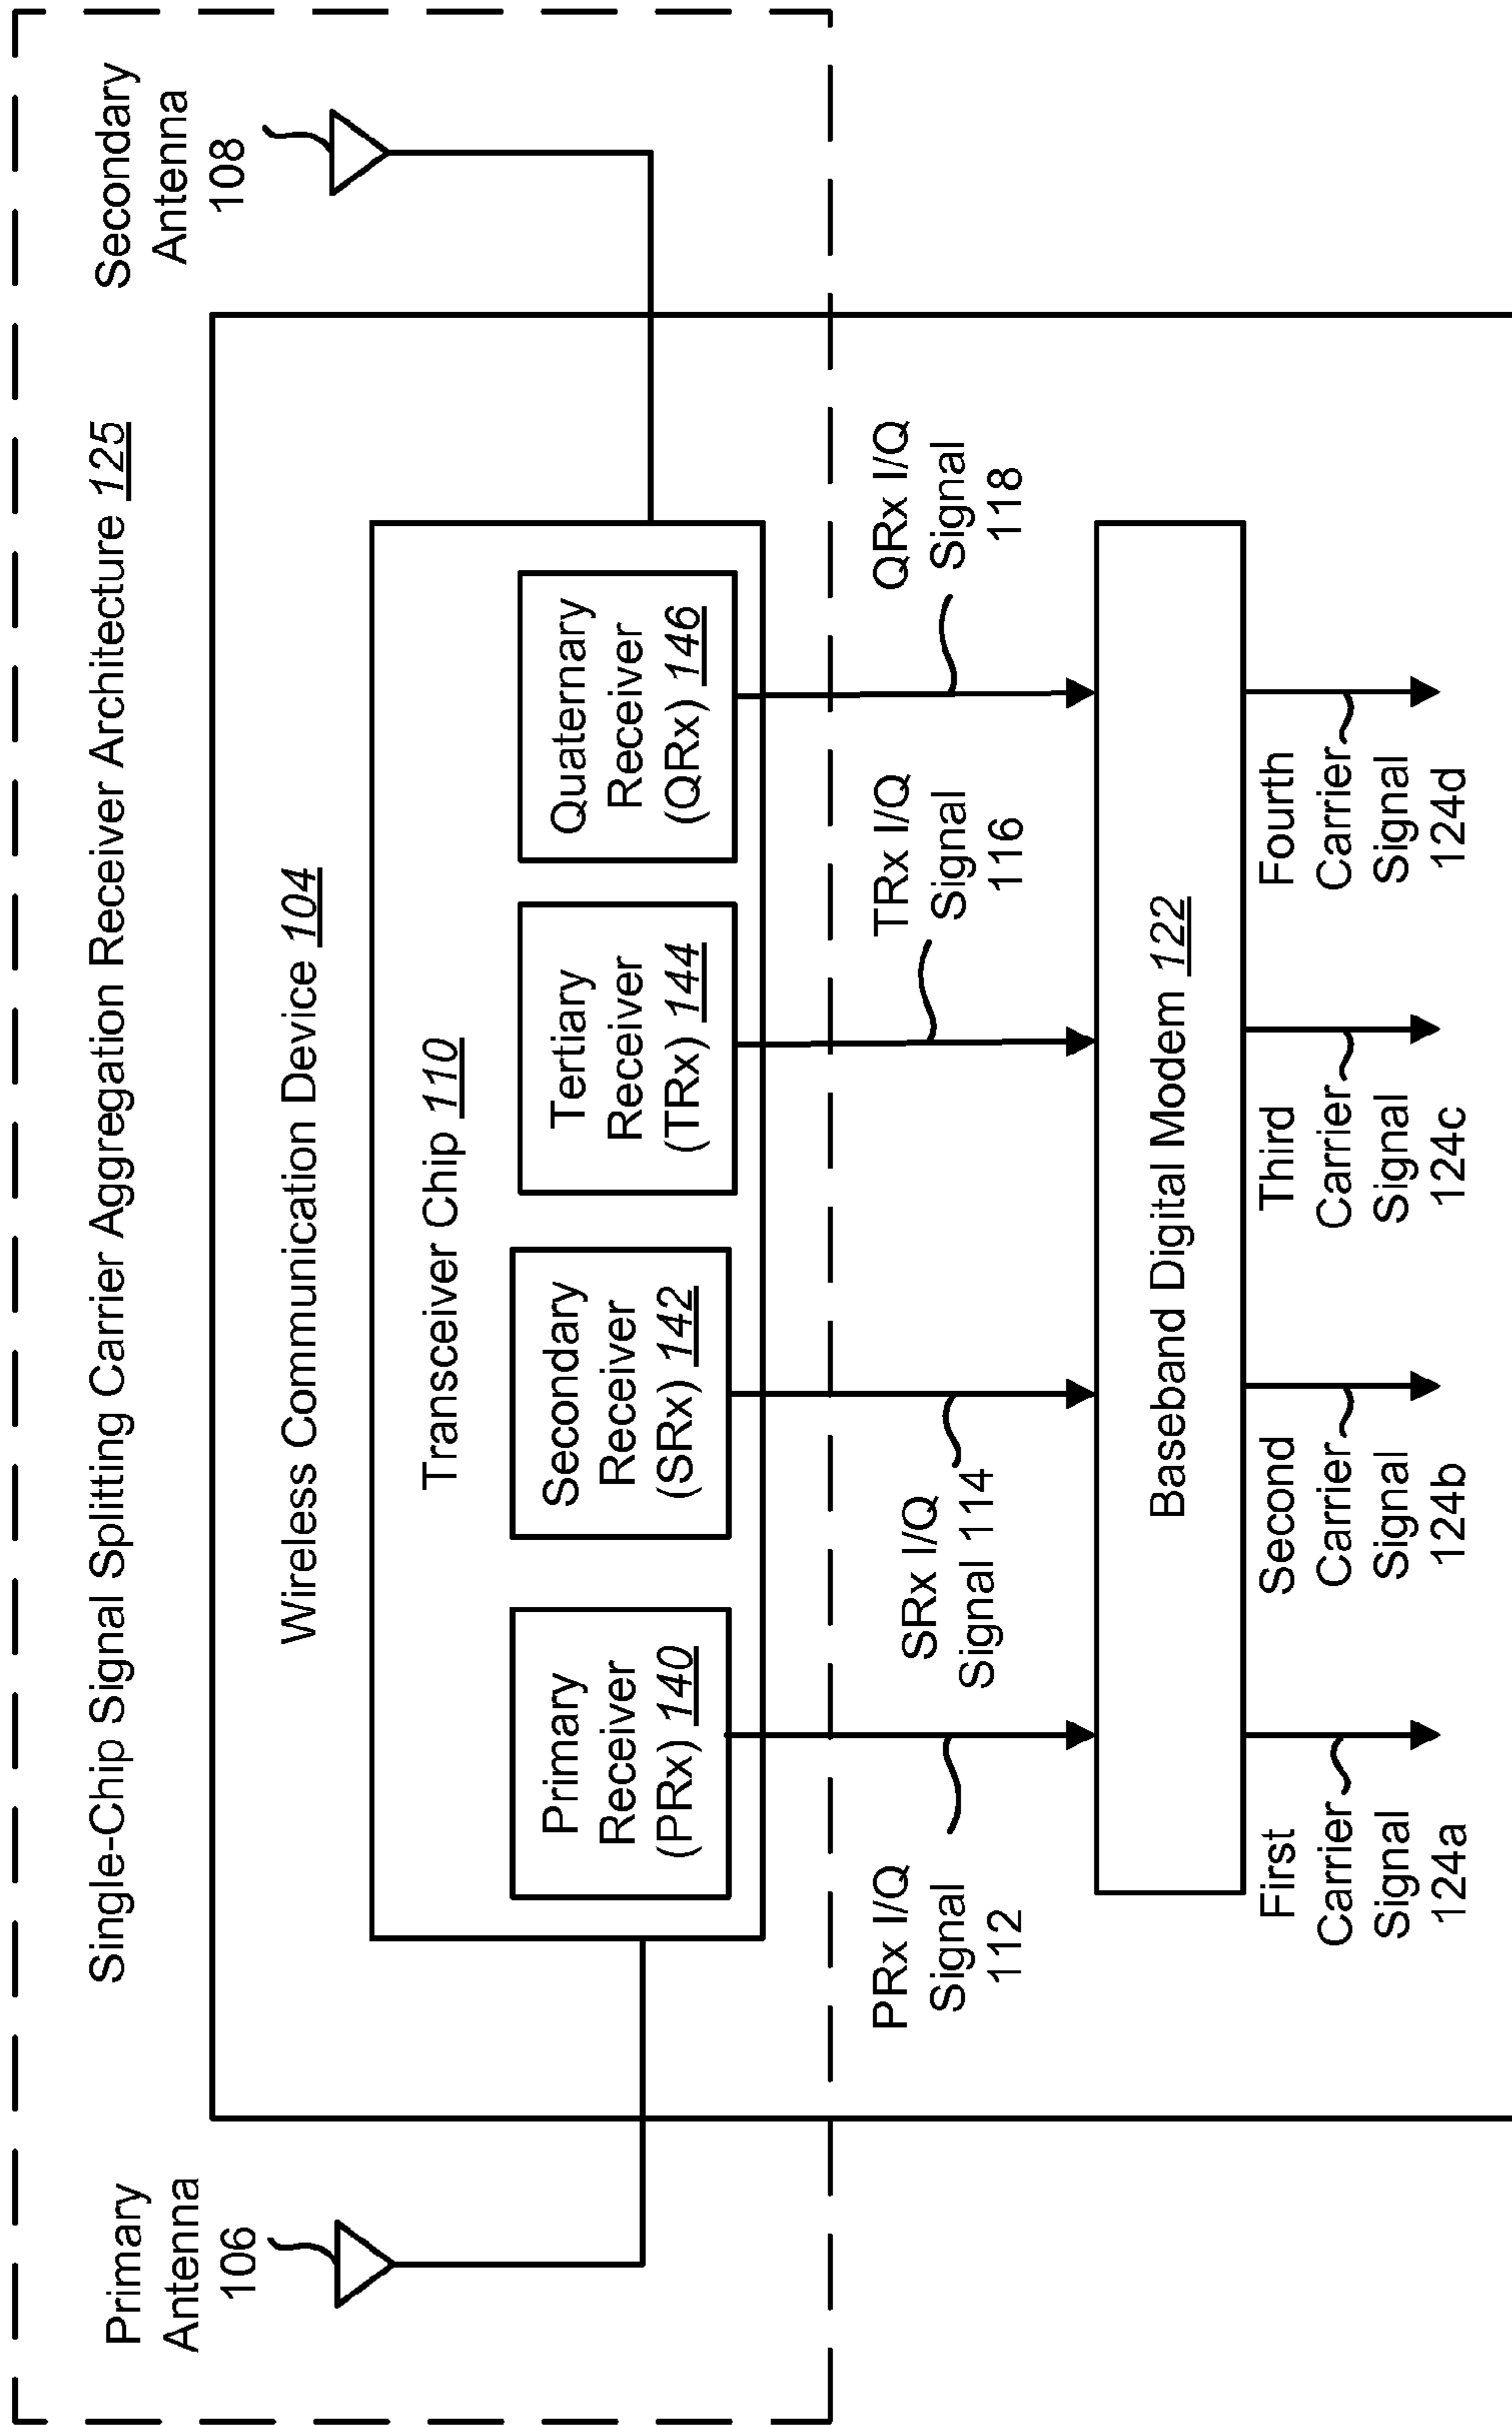 Single-Chip Signal Splitting Carrier Aggregation Receiver Architecture 125
Primary
Antenna
106
Secondary
Antenna
108
Wireless Communication Device 104
Transceiver Chip 110
Primary
Receiver
(PRx) 140
Secondary
Receiver
(SRx) 142
Tertiary
Receiver
(TRx) 144
Quaternary
Receiver
(QRx) 146
PRx I/Q
Signal
112
SRx I/Q
Signal 114
TRx I/Q
Signal
116
QRx I/Q
Signal
118
Baseband Digital Modem 122
First
Carrier
Signal
124a
Second
Carrier
Signal
124b
Third
Carrier
Signal
124c
Fourth
Carrier
Signal
124d